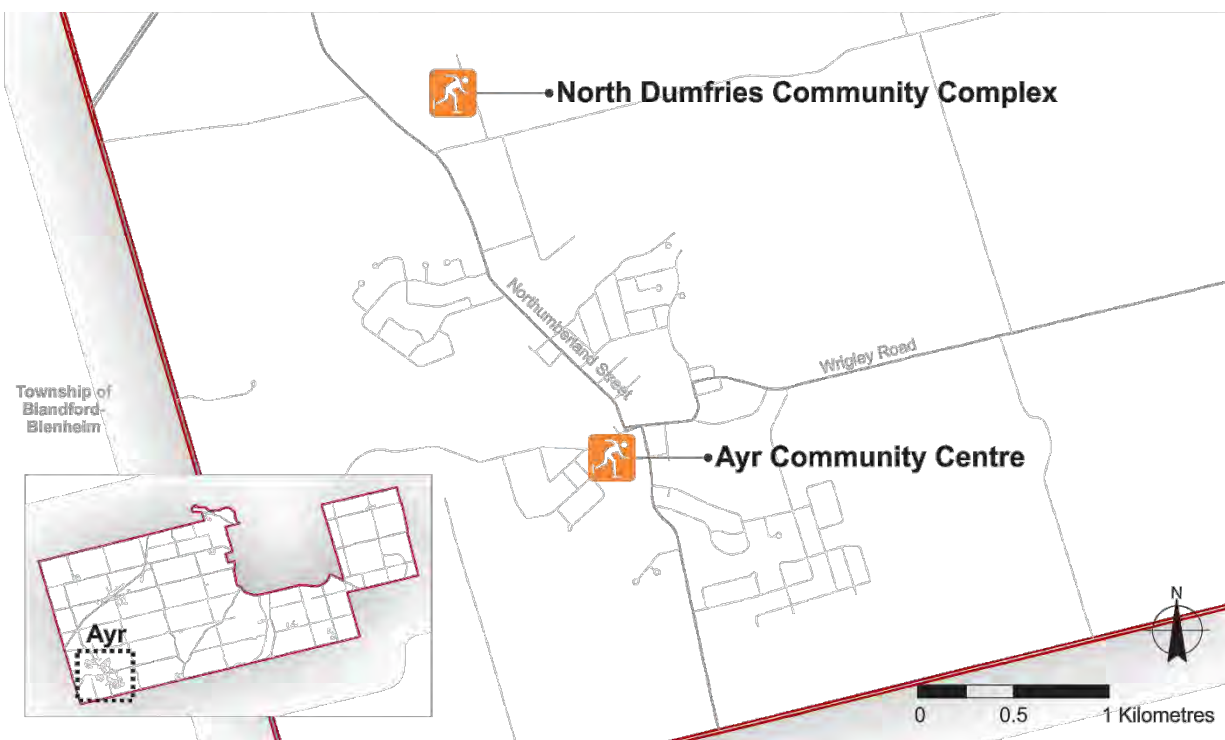 North Dumfries Community Complex
Northumberland Street
Wrigley Road
Township of
Blandford-
Blenheim
Ayr Community Centre
Ayr
N
0 0.5 1 Kilometres